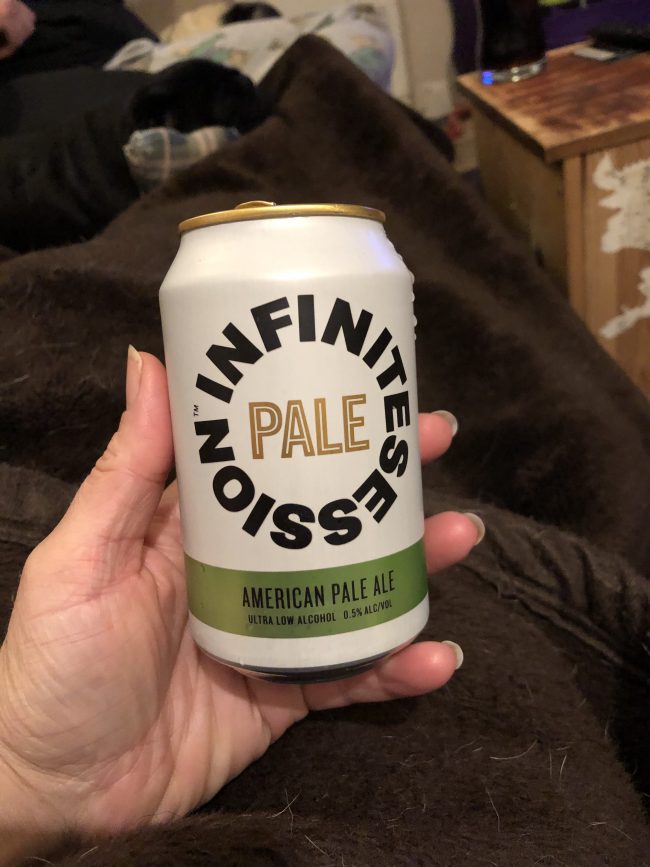 INFINITE SESSION™
PALE
AMERICAN PALE ALE
ULTRA LOW ALCOHOL 0.5% ALC/VOL